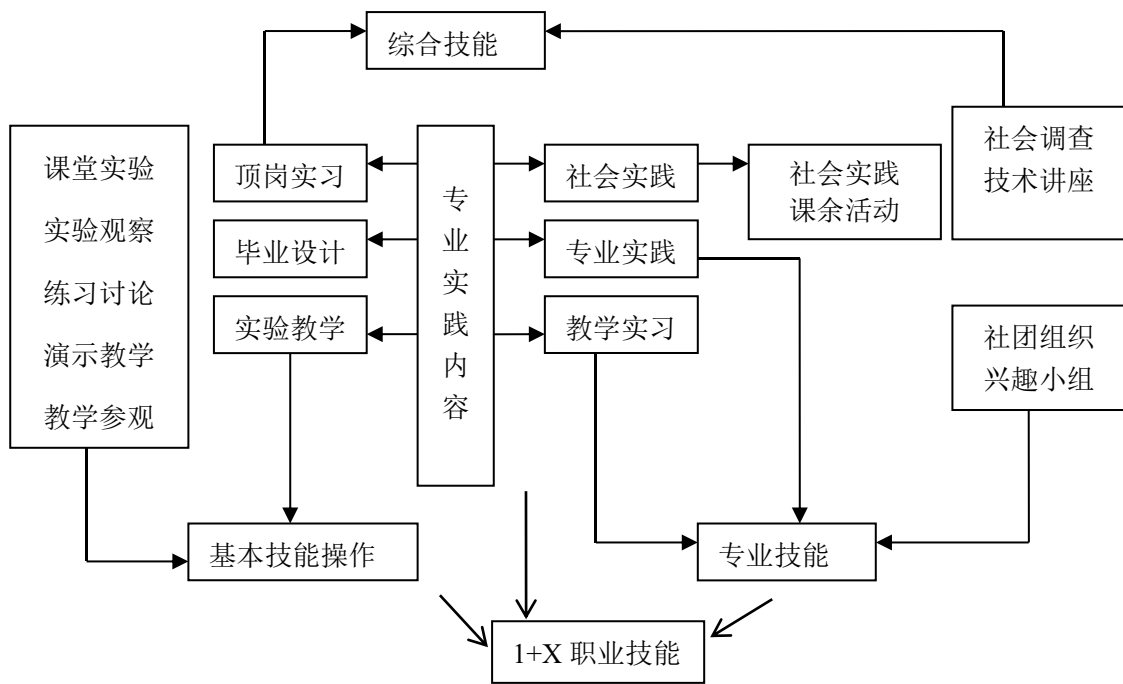 综合技能
课堂实验
实验观察
练习讨论
演示教学
教学参观
顶岗实习
毕业设计
实验教学
专业实践内容
社会实践
专业实践
教学实习
社会实践
课余活动
社会调查
技术讲座
社团组织
兴趣小组
基本技能操作
专业技能
1+X 职业技能